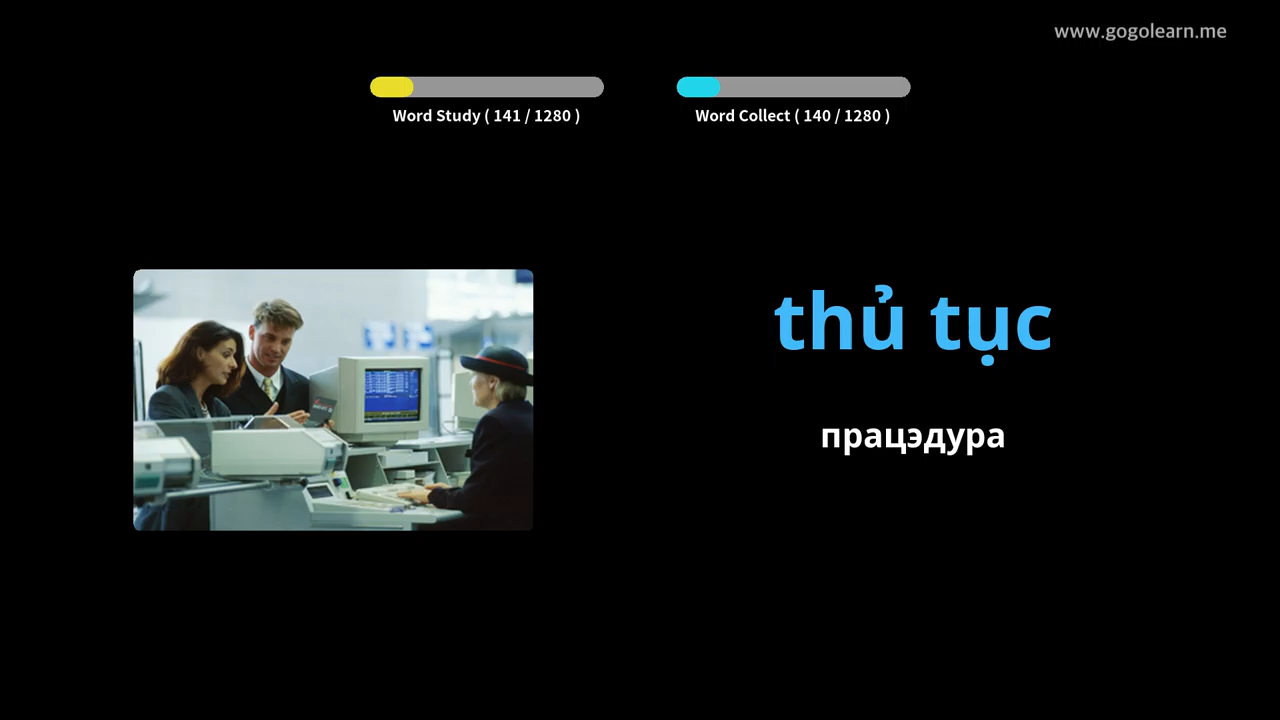 www.gogolearn.me
Word Study ( 141 / 1280 )
Word Collect ( 140 / 1280 )
thủ tục
працэдура